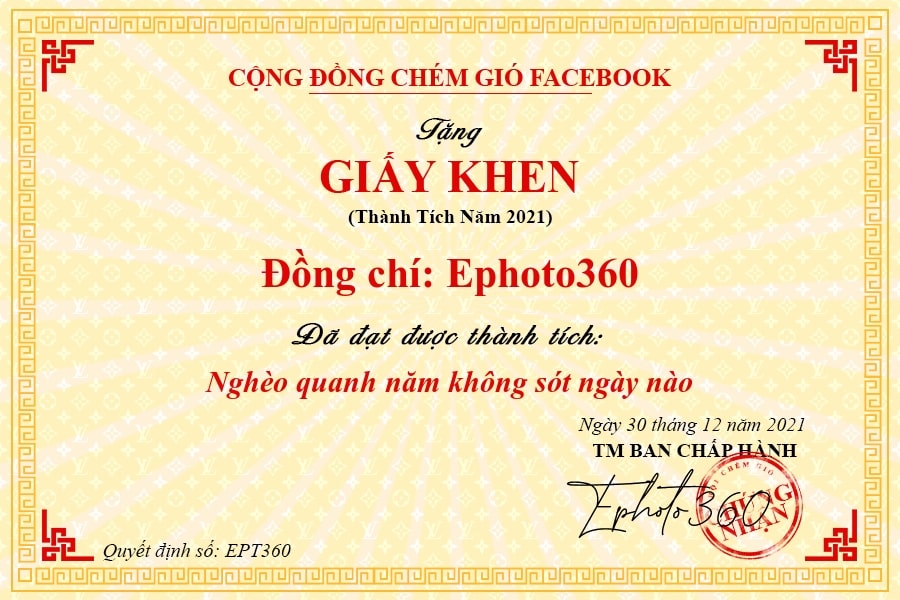 CỘNG ĐỒNG CHÉM GIÓ FACEBOOK
Tặng
GIẤY KHEN
(Thành Tích Năm 2021)
Đồng chí: Ephoto360
Đã đạt được thành tích:
Nghèo quanh năm không sót ngày nào
Ngày 30 tháng 12 năm 2021
TM BAN CHẤP HÀNH
Ephoto360
CHÉM GIÓ
NHẬN
Quyết định số: EPT360